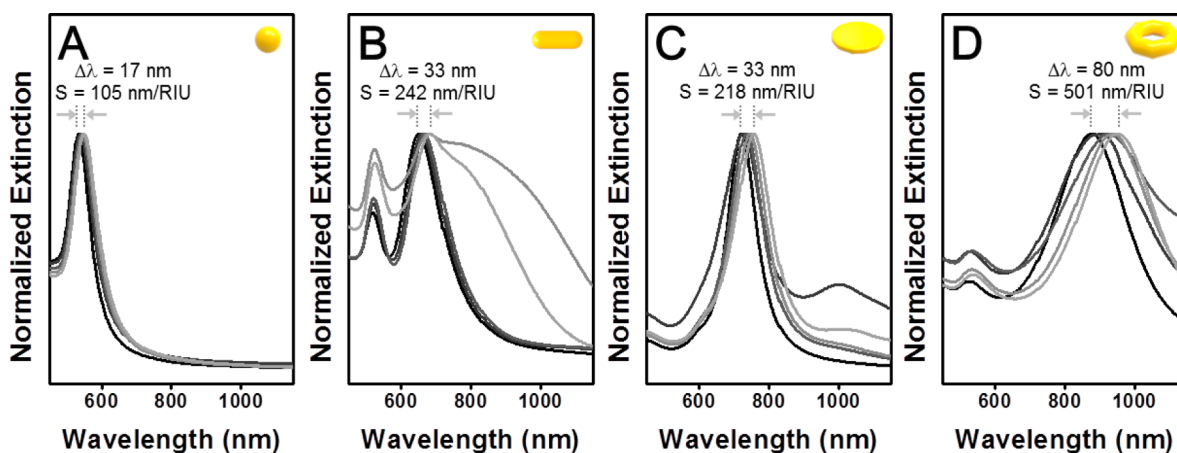 A
Δλ = 17 nm
S = 105 nm/RIU
Normalized Extinction
600 800 1000
Wavelength (nm)
B
Δλ = 33 nm
S = 242 nm/RIU
Normalized Extinction
600 800 1000
Wavelength (nm)
C
Δλ = 33 nm
S = 218 nm/RIU
Normalized Extinction
600 800 1000
Wavelength (nm)
D
Δλ = 80 nm
S = 501 nm/RIU
Normalized Extinction
600 800 1000
Wavelength (nm)